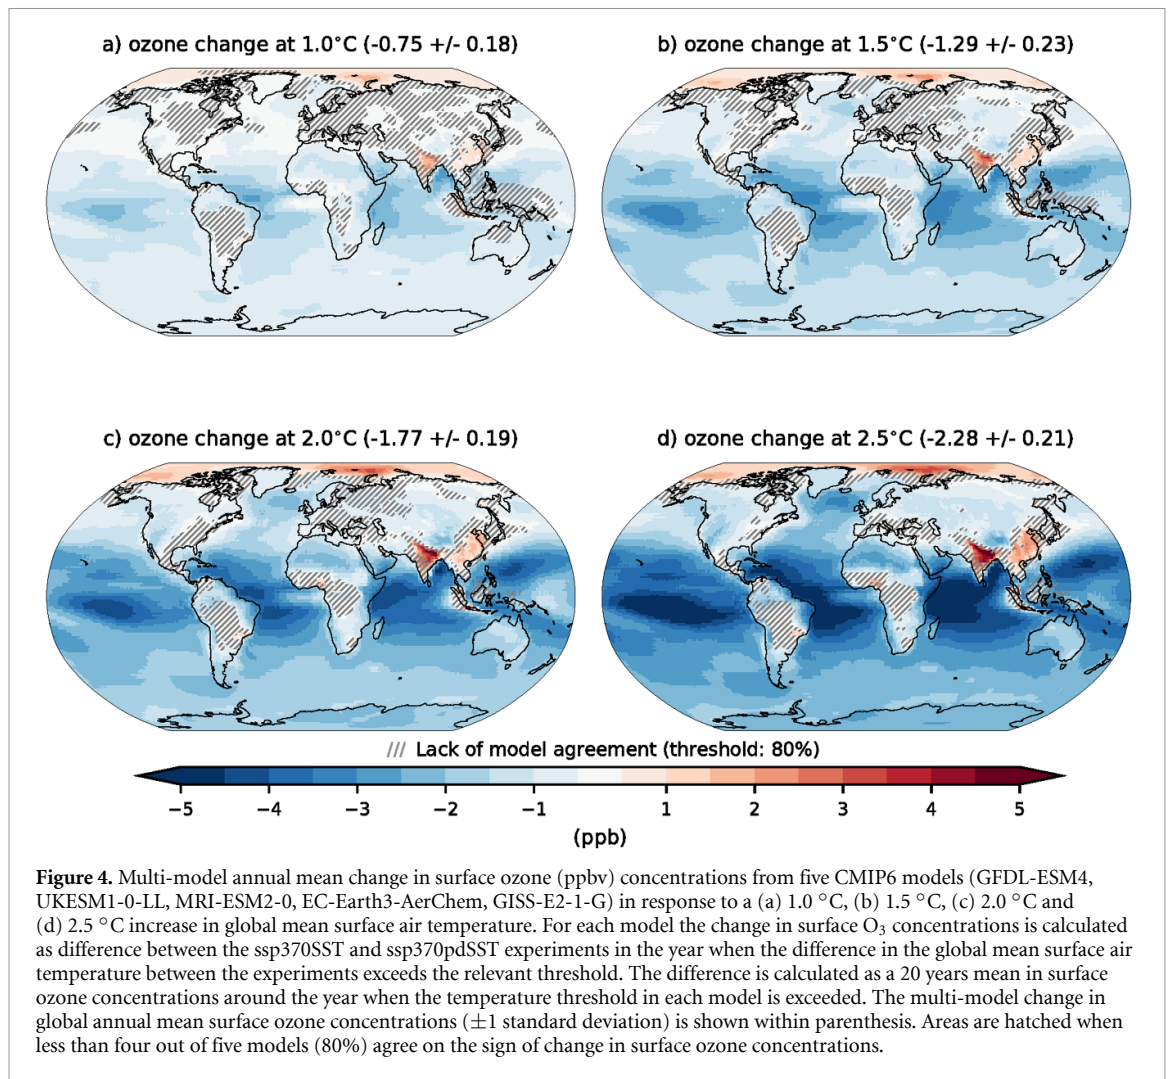 a) ozone change at 1.0°C (-0.75 +/- 0.18)
b) ozone change at 1.5°C (-1.29 +/- 0.23)
c) ozone change at 2.0°C (-1.77 +/- 0.19)
d) ozone change at 2.5°C (-2.28 +/- 0.21)
/// Lack of model agreement (threshold: 80%)
−5 −4 −3 −2 −1 1 2 3 4 5
(ppb)
Figure 4. Multi-model annual mean change in surface ozone (ppbv) concentrations from five CMIP6 models (GFDL-ESM4,
UKESM1-0-LL, MRI-ESM2-0, EC-Earth3-AerChem, GISS-E2-1-G) in response to a (a) 1.0 °C, (b) 1.5 °C, (c) 2.0 °C and
(d) 2.5 °C increase in global mean surface air temperature. For each model the change in surface O₃ concentrations is calculated
as difference between the ssp370SST and ssp370pdSST experiments in the year when the difference in the global mean surface air
temperature between the experiments exceeds the relevant threshold. The difference is calculated as a 20 years mean in surface
ozone concentrations around the year when the temperature threshold in each model is exceeded. The multi-model change in
global annual mean surface ozone concentrations (±1 standard deviation) is shown within parenthesis. Areas are hatched when
less than four out of five models (80%) agree on the sign of change in surface ozone concentrations.